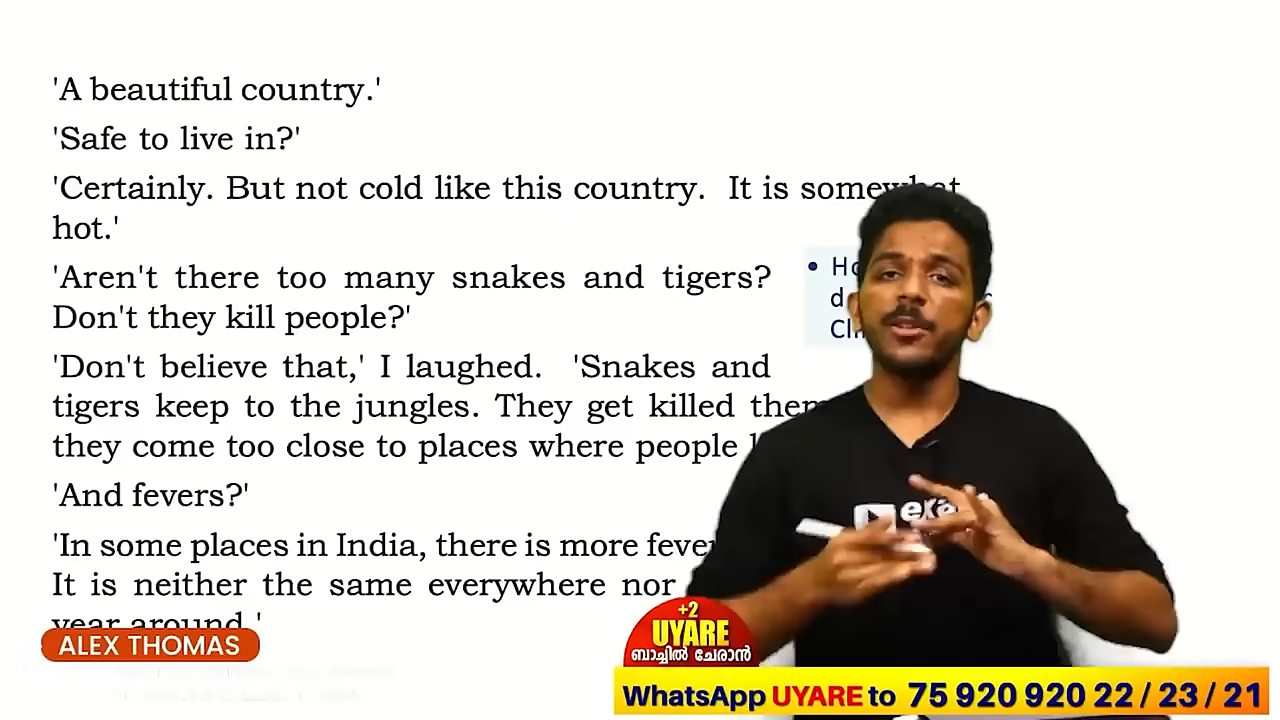 'A beautiful country.'
'Safe to live in?'
'Certainly. But not cold like this country. It is somewhat
hot.'
'Aren't there too many snakes and tigers?
Don't they kill people?'
'Don't believe that,' I laughed. 'Snakes and
tigers keep to the jungles. They get killed
they come too close to places where people
'And fevers?'
'In some places in India, there is more
It is neither the same everywhere nor
year around.'
ALEX THOMAS
+2
UYARE
ബാച്ചിൽ ചേരാൻ
WhatsApp UYARE to 75 920 920 22 / 23 / 21